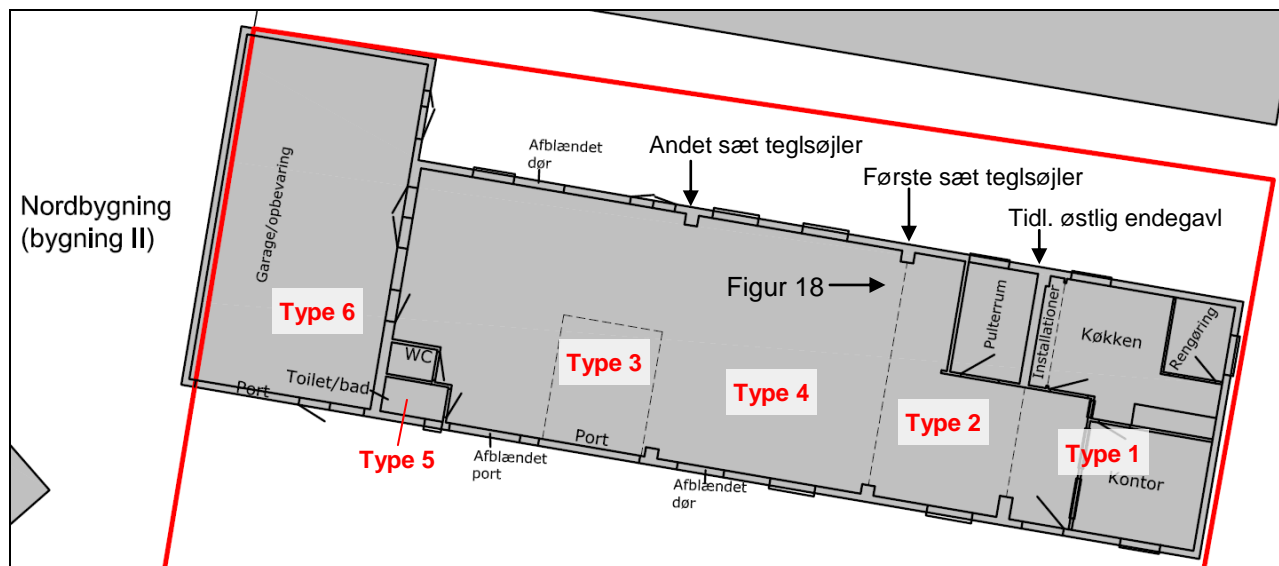 Afblændet
dør
Andet sæt teglsøjler
Første sæt teglsøjler
Tidl. østlig endegavl
Nordbygning
(bygning II)
Garage/opbevaring
Type 6
Figur 18
Pulterrum
Installationer
Køkken
Rengøring
WC
Type 3
Type 4
Toilet/bad
Port
Type 2
Type 1
Type 5
Afblændet
port
Port
Afblændet
dør
Kontor